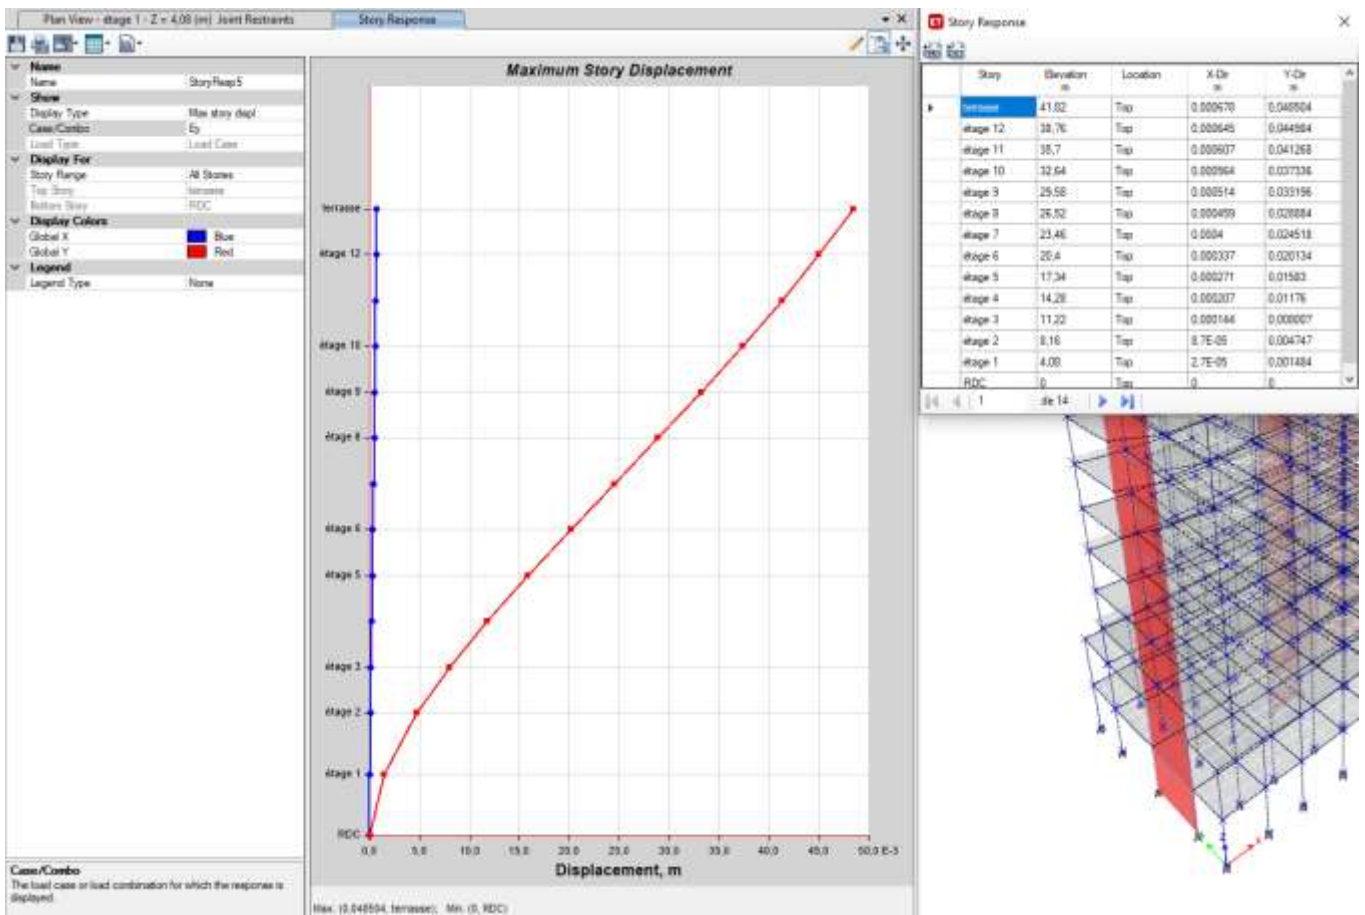 Plan View - étage 1 - Z = 4,08 (m) Joint Restraints
Story Response
Name
Name StoryResp5
Show
Display Type Max story displ
Case/Combo Ey
Load Type Load Case
Display For
Story Range All Stories
Top Story terrasse
Bottom Story RDC
Display Colors
Global X Blue
Global Y Red
Legend
Legend Type None
Case/Combo
The load case or load combination for which the response is
displayed.
Maximum Story Displacement
terrasse
étage 12
étage 10
étage 9
étage 8
étage 6
étage 5
étage 3
étage 2
étage 1
RDC
0,0 5,0 10,0 15,0 20,0 25,0 30,0 35,0 40,0 45,0 50,0 E-3
Displacement, m
Max: (0,048504, terrasse); Min: (0, RDC)
Story Response
Story Elevation Location X-Dir Y-Dir
m m m
terrasse 41,82 Top 0,000670 0,048504
étage 12 38,76 Top 0,000645 0,044984
étage 11 35,7 Top 0,000607 0,041268
étage 10 32,64 Top 0,000564 0,037336
étage 9 29,58 Top 0,000514 0,033196
étage 8 26,52 Top 0,000459 0,028884
étage 7 23,46 Top 0,0004 0,024518
étage 6 20,4 Top 0,000337 0,020134
étage 5 17,34 Top 0,000271 0,01583
étage 4 14,28 Top 0,000207 0,01176
étage 3 11,22 Top 0,000144 0,008007
étage 2 8,16 Top 8.7E-05 0,004747
étage 1 4,08 Top 2.7E-05 0,001484
RDC 0 Top 0 0
1 de 14
Z